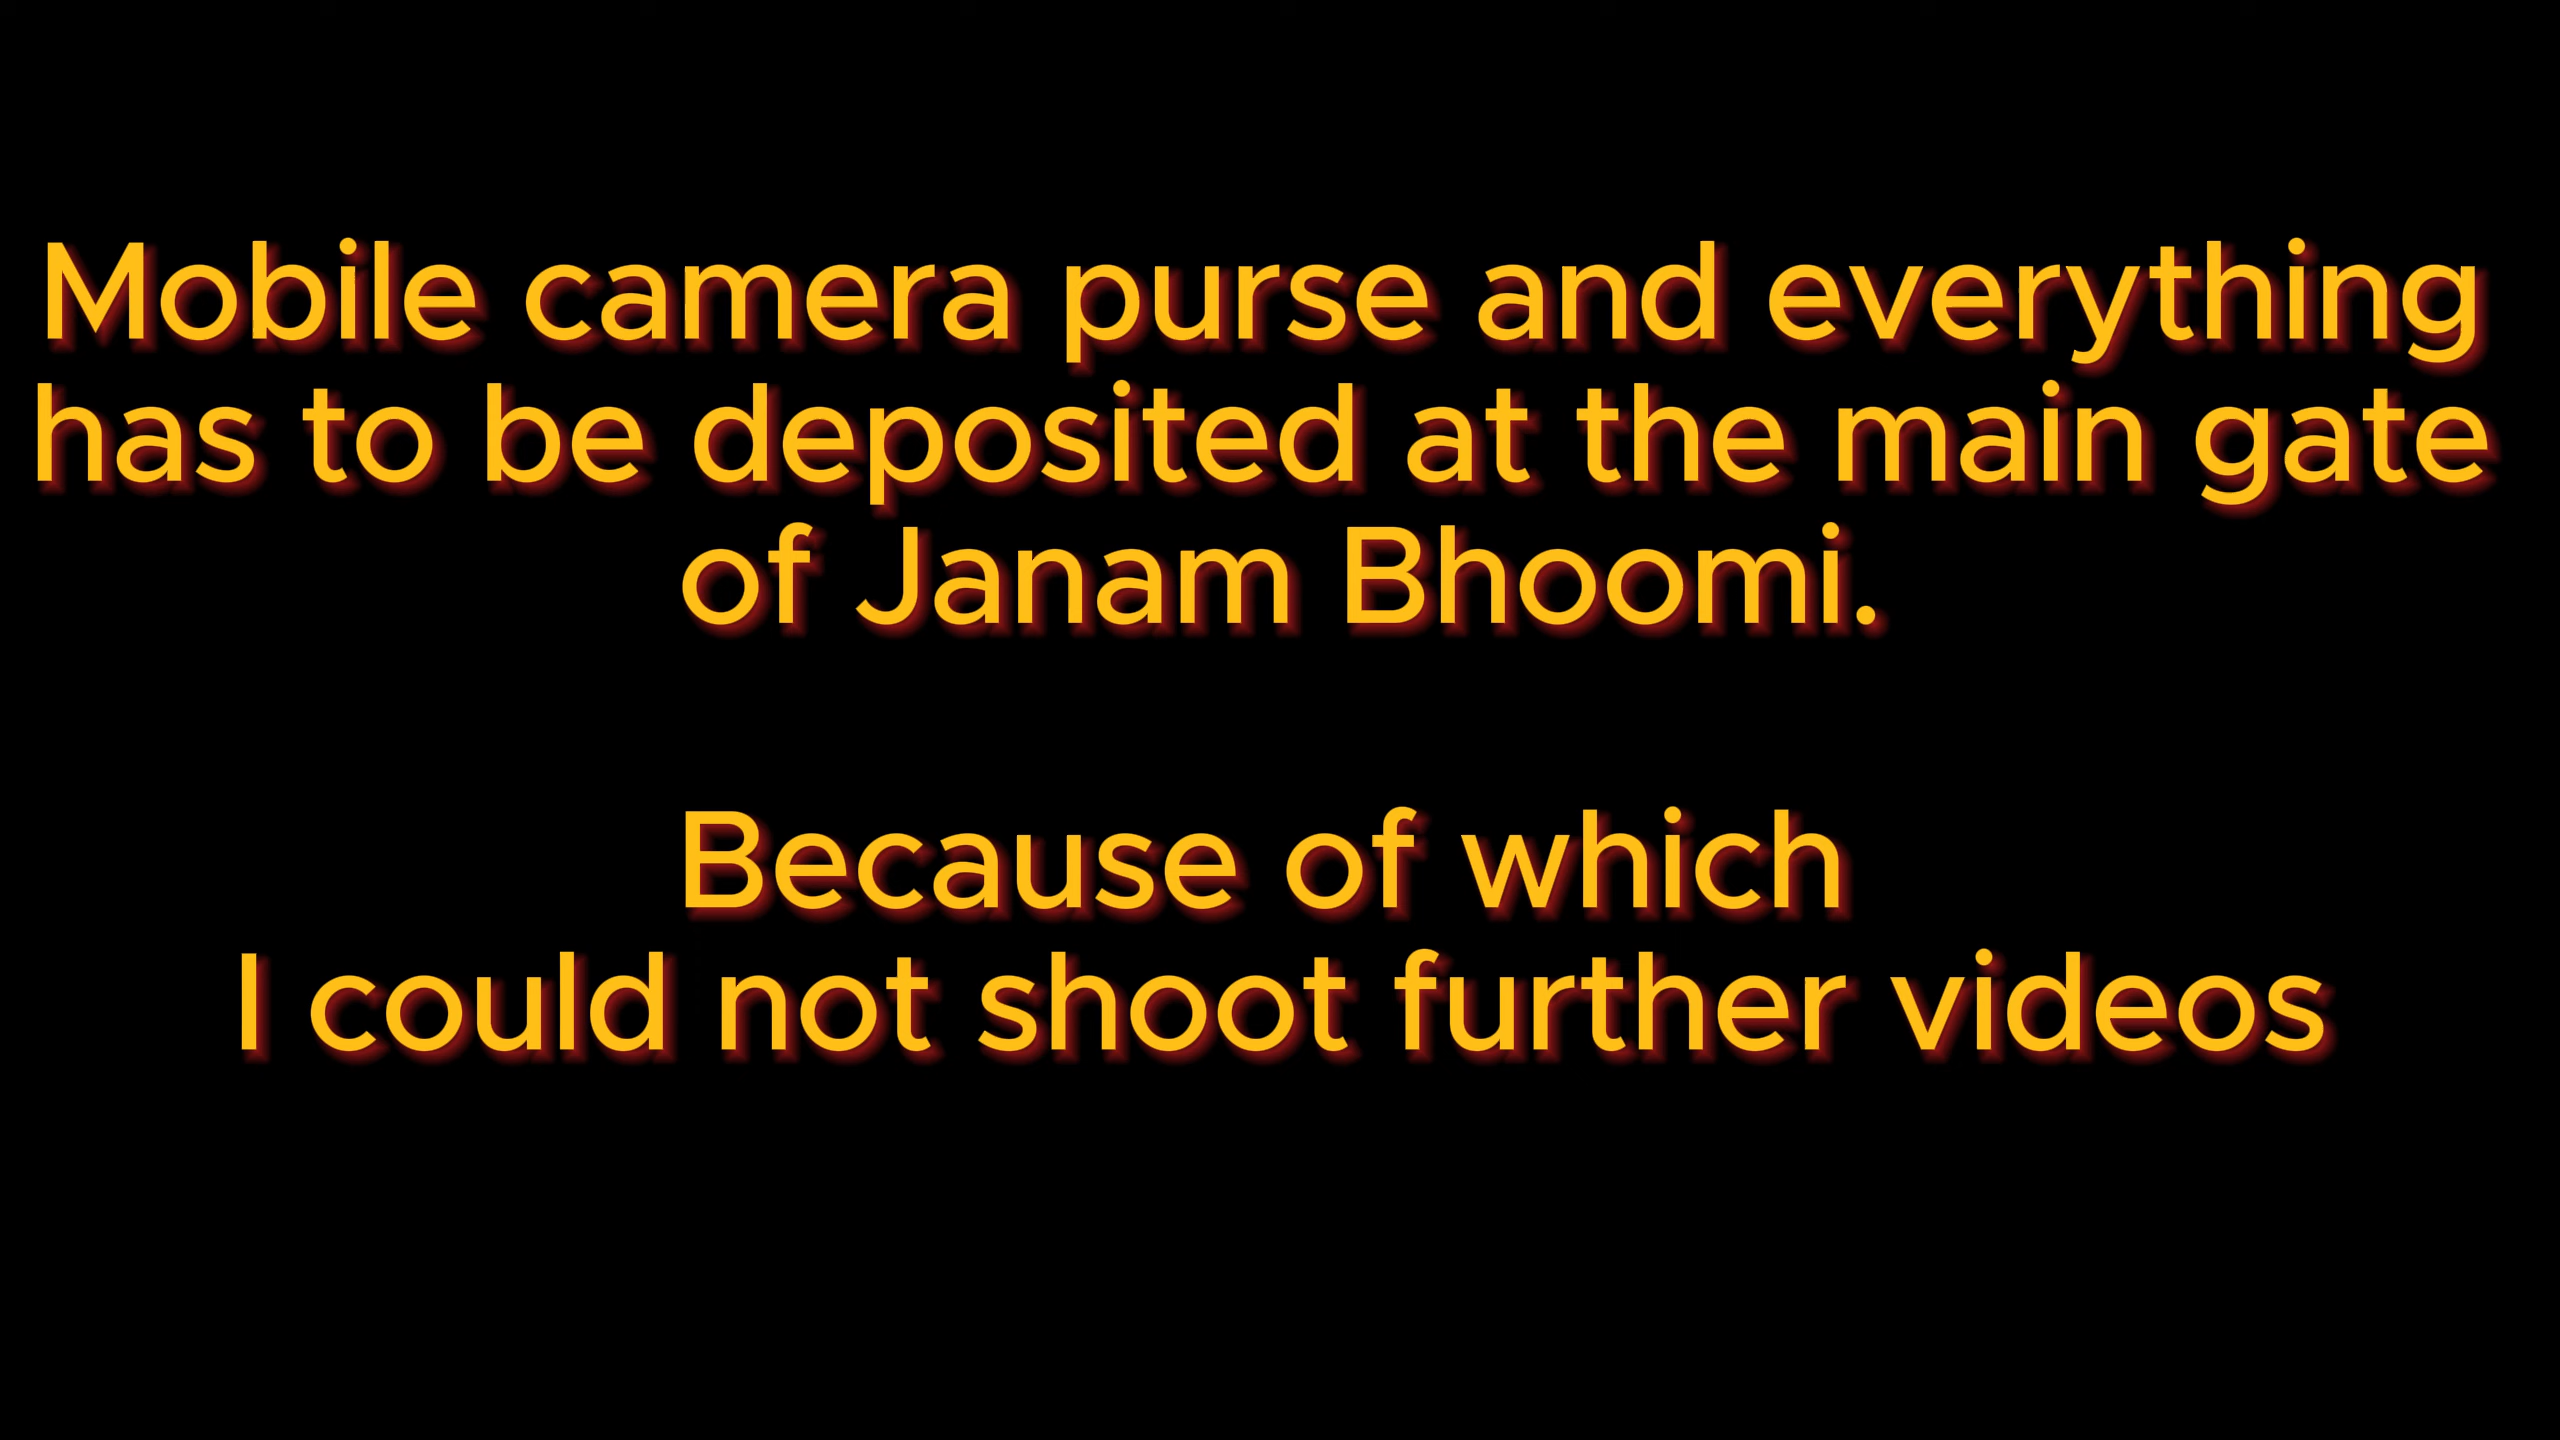 Mobile camera purse and everything
has to be deposited at the main gate
of Janam Bhoomi.
Because of which
I could not shoot further videos